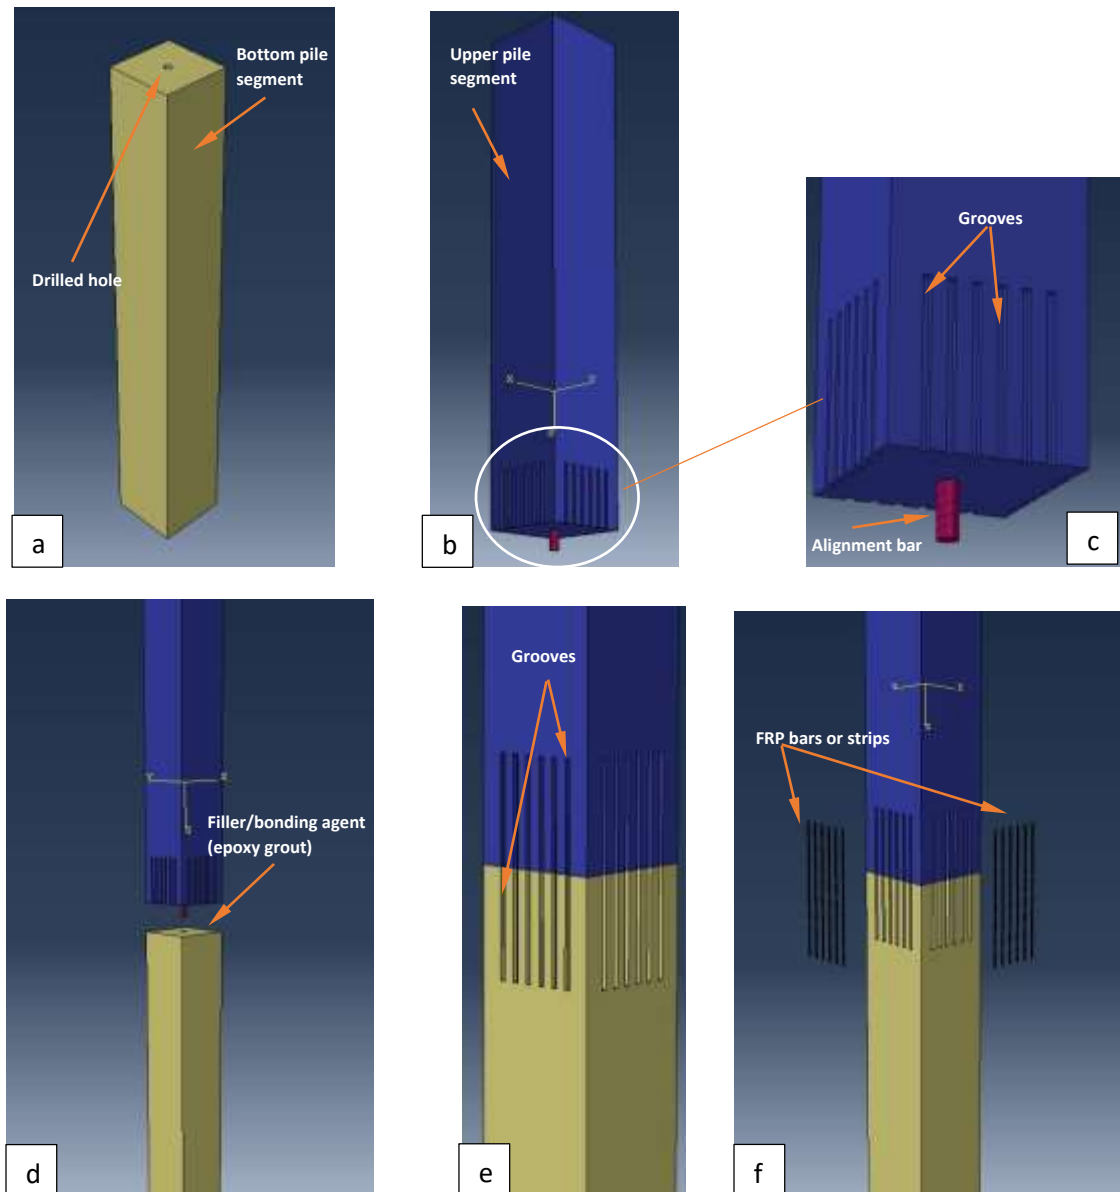 Bottom pile
segment
Drilled hole
a
Upper pile
segment
b
Grooves
Alignment bar
c
Filler/bonding agent
(epoxy grout)
d
Grooves
e
FRP bars or strips
f